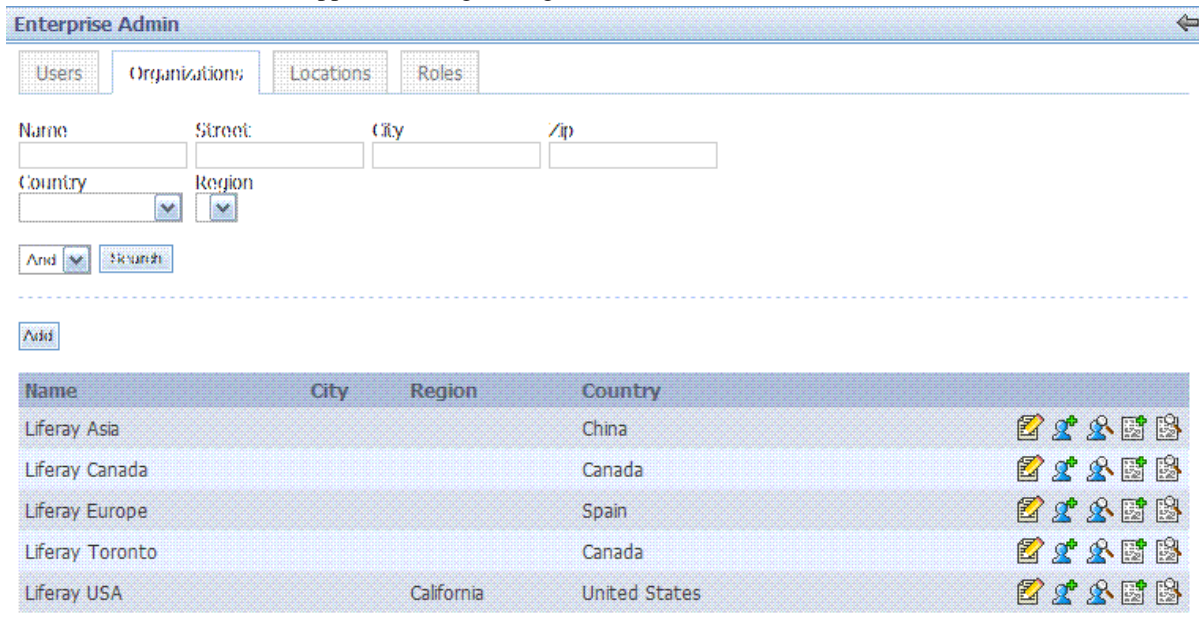 Enterprise Admin
Users Organizations Locations Roles
Name Street City Zip
Country Region
And Search
Add
Name City Region Country
Liferay Asia China
Liferay Canada Canada
Liferay Europe Spain
Liferay Toronto Canada
Liferay USA California United States